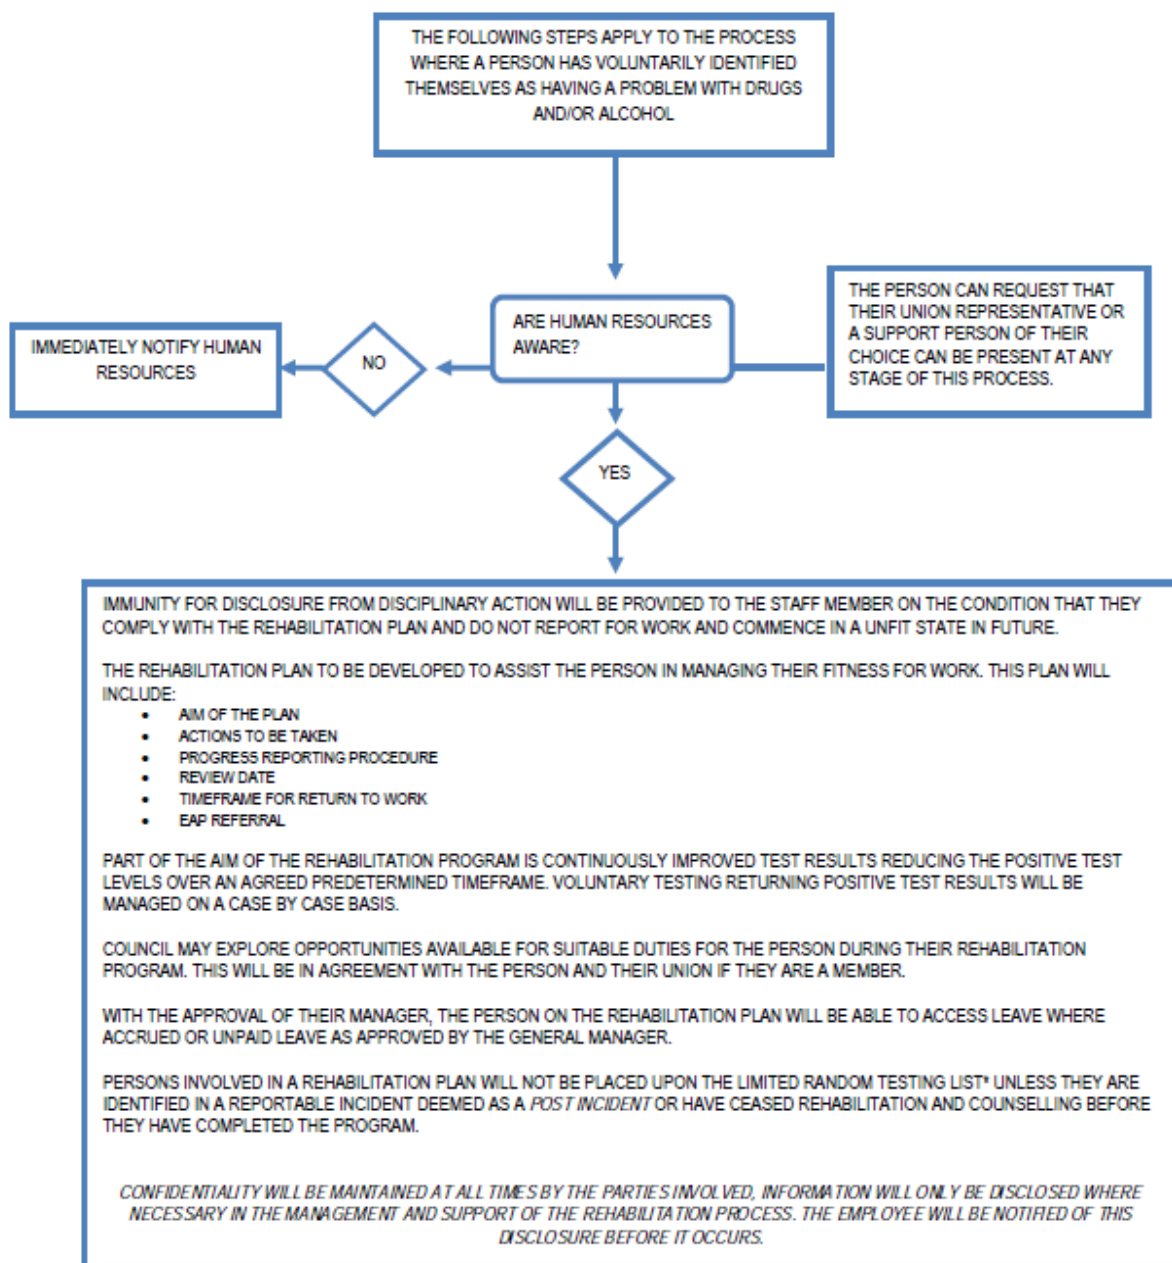 THE FOLLOWING STEPS APPLY TO THE PROCESS
WHERE A PERSON HAS VOLUNTARILY IDENTIFIED
THEMSELVES AS HAVING A PROBLEM WITH DRUGS
AND/OR ALCOHOL
ARE HUMAN RESOURCES
AWARE?
THE PERSON CAN REQUEST THAT
THEIR UNION REPRESENTATIVE OR
A SUPPORT PERSON OF THEIR
CHOICE CAN BE PRESENT AT ANY
STAGE OF THIS PROCESS.
NO
IMMEDIATELY NOTIFY HUMAN
RESOURCES
YES
IMMUNITY FOR DISCLOSURE FROM DISCIPLINARY ACTION WILL BE PROVIDED TO THE STAFF MEMBER ON THE CONDITION THAT THEY
COMPLY WITH THE REHABILITATION PLAN AND DO NOT REPORT FOR WORK AND COMMENCE IN A UNFIT STATE IN FUTURE.
THE REHABILITATION PLAN TO BE DEVELOPED TO ASSIST THE PERSON IN MANAGING THEIR FITNESS FOR WORK. THIS PLAN WILL
INCLUDE:
• AIM OF THE PLAN
• ACTIONS TO BE TAKEN
• PROGRESS REPORTING PROCEDURE
• REVIEW DATE
• TIMEFRAME FOR RETURN TO WORK
• EAP REFERRAL
PART OF THE AIM OF THE REHABILITATION PROGRAM IS CONTINUOUSLY IMPROVED TEST RESULTS REDUCING THE POSITIVE TEST
LEVELS OVER AN AGREED PREDETERMINED TIMEFRAME. VOLUNTARY TESTING RETURNING POSITIVE TEST RESULTS WILL BE
MANAGED ON A CASE BY CASE BASIS.
COUNCIL MAY EXPLORE OPPORTUNITIES AVAILABLE FOR SUITABLE DUTIES FOR THE PERSON DURING THEIR REHABILITATION
PROGRAM. THIS WILL BE IN AGREEMENT WITH THE PERSON AND THEIR UNION IF THEY ARE A MEMBER.
WITH THE APPROVAL OF THEIR MANAGER, THE PERSON ON THE REHABILITATION PLAN WILL BE ABLE TO ACCESS LEAVE WHERE
ACCRUED OR UNPAID LEAVE AS APPROVED BY THE GENERAL MANAGER.
PERSONS INVOLVED IN A REHABILITATION PLAN WILL NOT BE PLACED UPON THE LIMITED RANDOM TESTING LIST* UNLESS THEY ARE
IDENTIFIED IN A REPORTABLE INCIDENT DEEMED AS A POST INCIDENT OR HAVE CEASED REHABILITATION AND COUNSELLING BEFORE
THEY HAVE COMPLETED THE PROGRAM.
CONFIDENTIALITY WILL BE MAINTAINED AT ALL TIMES BY THE PARTIES INVOLVED, INFORMATION WILL ONLY BE DISCLOSED WHERE
NECESSARY IN THE MANAGEMENT AND SUPPORT OF THE REHABILITATION PROCESS. THE EMPLOYEE WILL BE NOTIFIED OF THIS
DISCLOSURE BEFORE IT OCCURS.